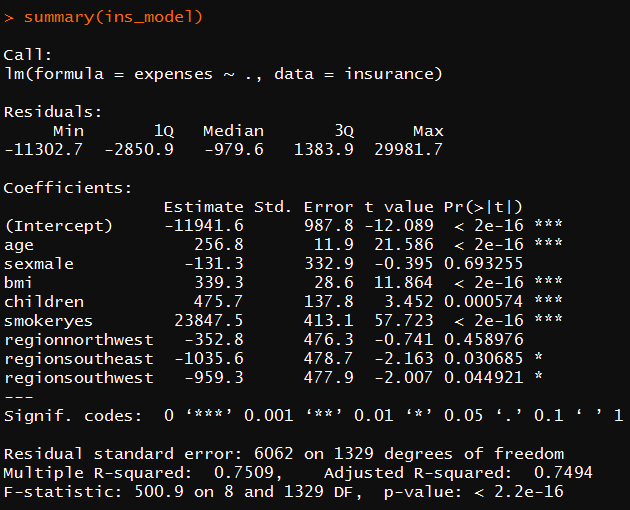 > summary(ins_model)
Call:
lm(formula = expenses ~ ., data = insurance)
Residuals:
     Min       1Q   Median       3Q      Max
-11302.7  -2850.9   -979.6   1383.9  29981.7
Coefficients:
                Estimate Std. Error t value Pr(>|t|)
(Intercept)     -11941.6      987.8 -12.089  < 2e-16 ***
age                256.8       11.9  21.586  < 2e-16 ***
sexmale           -131.3      332.9  -0.395 0.693255
bmi                339.3       28.6  11.864  < 2e-16 ***
children           475.7      137.8   3.452 0.000574 ***
smokeryes        23847.5      413.1  57.723  < 2e-16 ***
regionnorthwest   -352.8      476.3  -0.741 0.458976
regionsoutheast  -1035.6      478.7  -2.163 0.030685 *
regionsouthwest   -959.3      477.9  -2.007 0.044921 *
---
Signif. codes:  0 ‘***’ 0.001 ‘**’ 0.01 ‘*’ 0.05 ‘.’ 0.1 ‘ ’ 1
Residual standard error: 6062 on 1329 degrees of freedom
Multiple R-squared:  0.7509,    Adjusted R-squared:  0.7494
F-statistic: 500.9 on 8 and 1329 DF,  p-value: < 2.2e-16